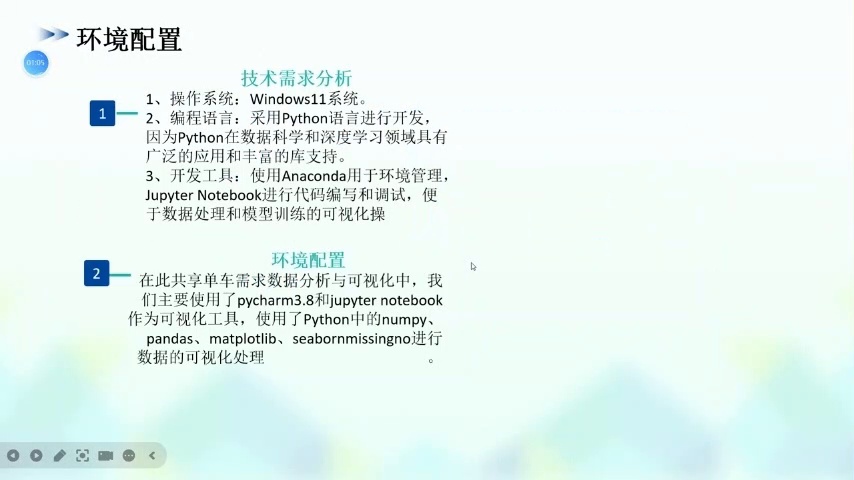 环境配置
01:05
技术需求分析
1
1、操作系统：Windows11系统。
2、编程语言：采用Python语言进行开发，
因为Python在数据科学和深度学习领域具有
广泛的应用和丰富的库支持。
3、开发工具：使用Anaconda用于环境管理，
Jupyter Notebook进行代码编写和调试，便
于数据处理和模型训练的可视化操
环境配置
2
在此共享单车需求数据分析与可视化中，我
们主要使用了pycharm3.8和jupyter notebook
作为可视化工具，使用了Python中的numpy、
pandas、matplotlib、seabornmissingno进行
数据的可视化处理 。